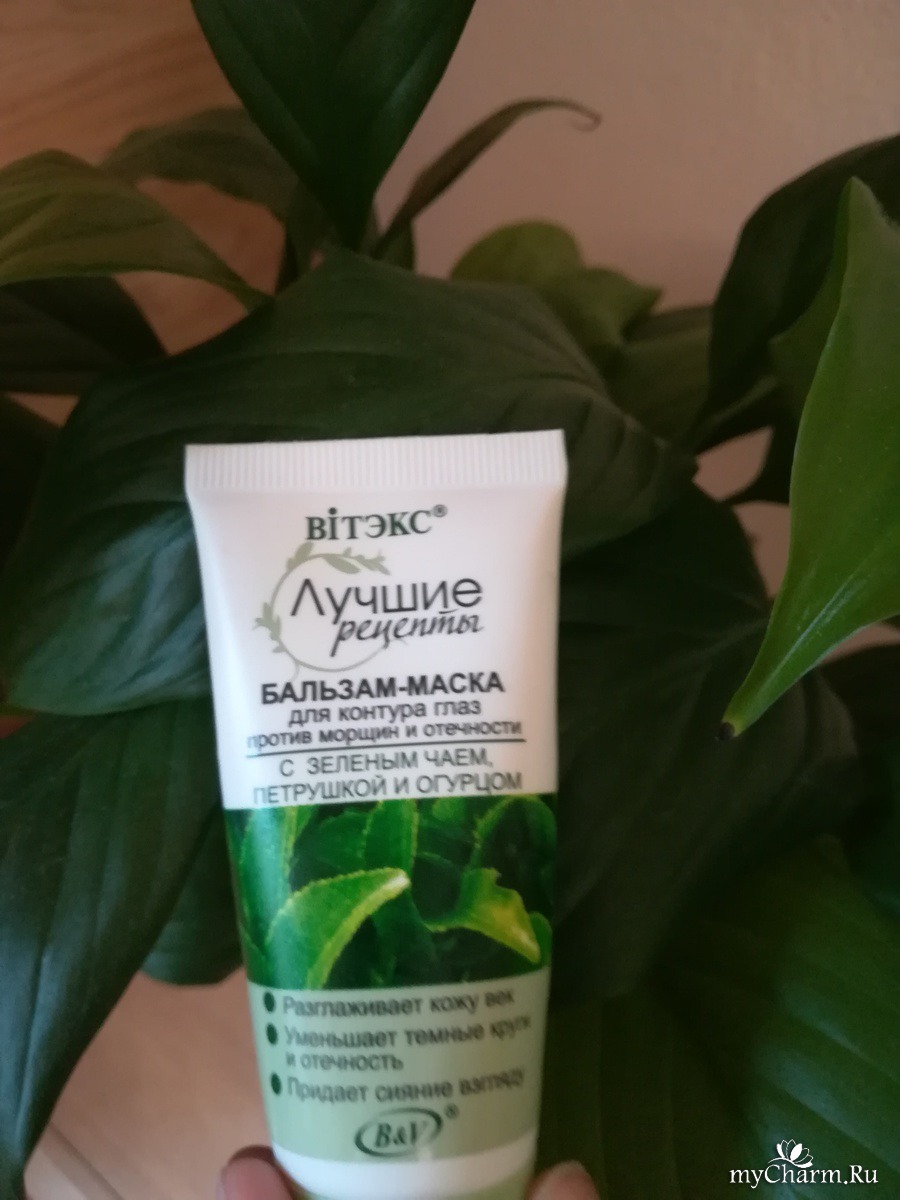 ВІТЭКС®
Лучшие
рецепты
БАЛЬЗАМ-МАСКА
для контура глаз
против морщин и отечности
С ЗЕЛЕНЫМ ЧАЕМ,
ПЕТРУШКОЙ И ОГУРЦОМ
• Разглаживает кожу век
• Уменьшает темные круги
и отечность
• Придает сияние взгляду
B&V®
myCharm.Ru